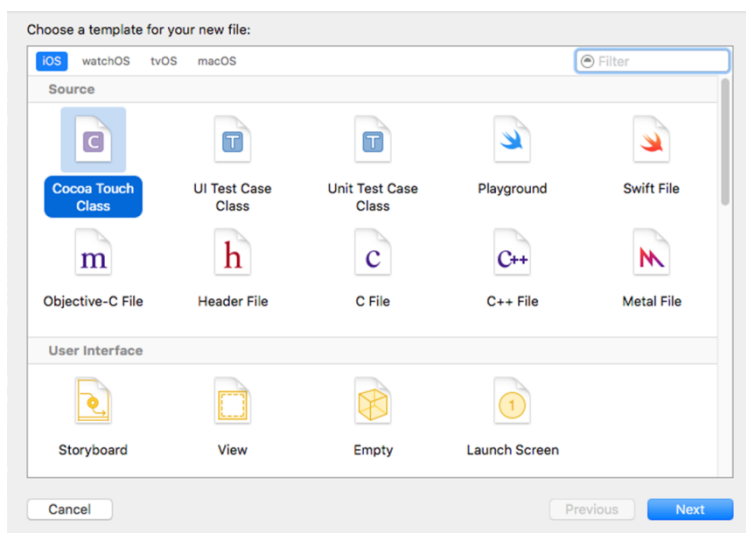 Choose a template for your new file:
iOS watchOS tvOS macOS Filter
Source
C T T
Cocoa Touch Class UI Test Case Class Unit Test Case Class Playground Swift File
m h c C++
Objective-C File Header File C File C++ File Metal File
User Interface
1
Storyboard View Empty Launch Screen
Cancel Previous Next